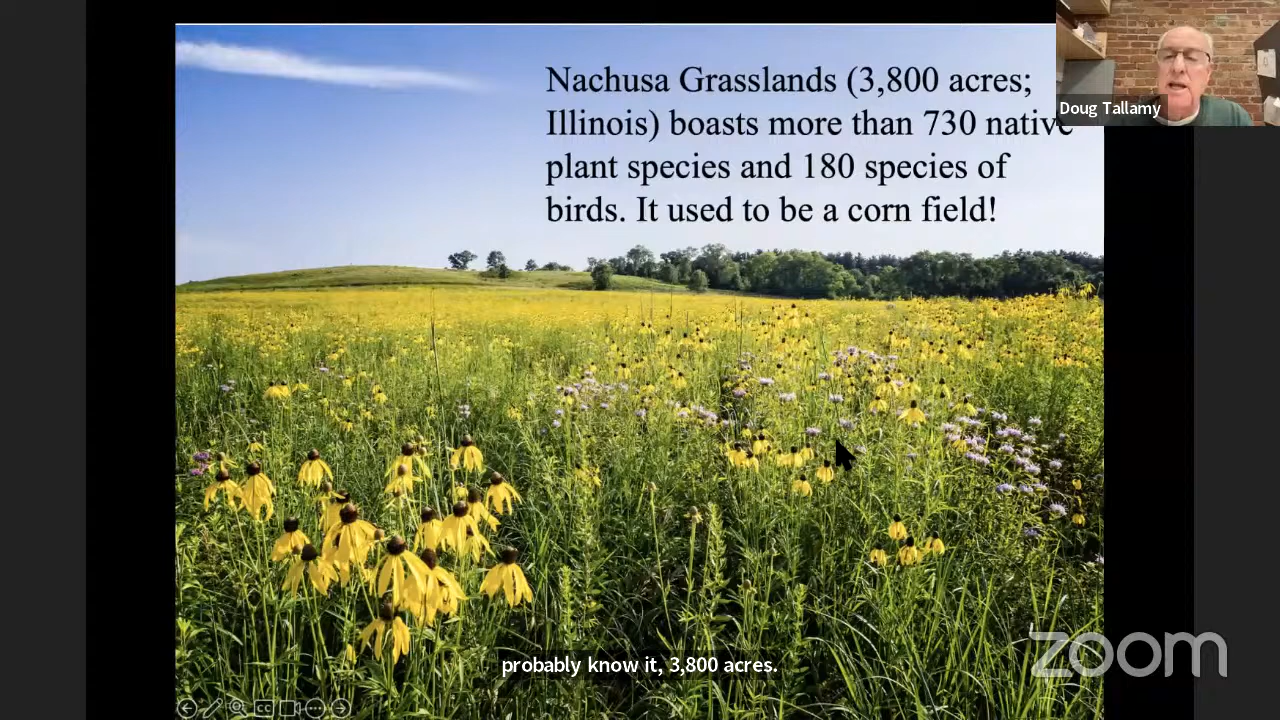 Nachusa Grasslands (3,800 acres;
Illinois) boasts more than 730 native
plant species and 180 species of
birds. It used to be a corn field!
Doug Tallamy
probably know it, 3,800 acres.
zoom
CC